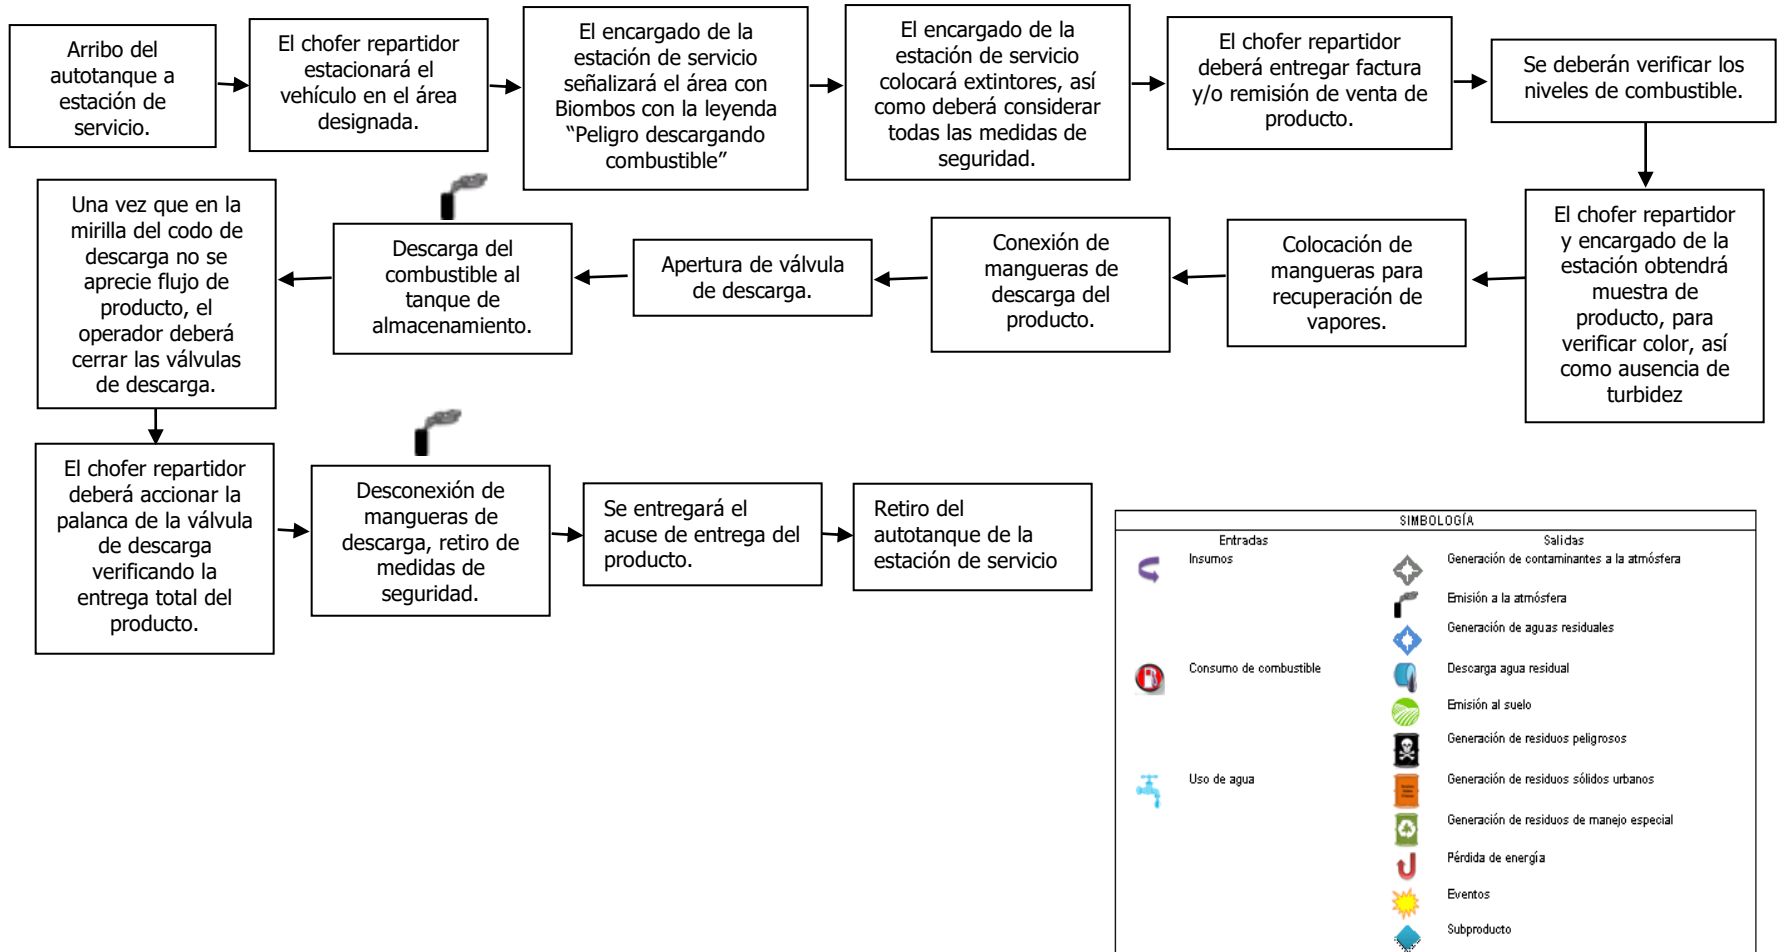 Arribo del
autotanque a
estación de
servicio.
El chofer repartidor
estacionará el
vehículo en el área
designada.
El encargado de la
estación de servicio
señalizará el área con
Biombos con la leyenda
“Peligro descargando
combustible”
El encargado de la
estación de servicio
colocará extintores, así
como deberá considerar
todas las medidas de
seguridad.
El chofer repartidor
deberá entregar factura
y/o remisión de venta de
producto.
Se deberán verificar los
niveles de combustible.
El chofer repartidor
y encargado de la
estación obtendrá
muestra de
producto, para
verificar color, así
como ausencia de
turbidez
Colocación de
mangueras para
recuperación de
vapores.
Conexión de
mangueras de
descarga del
producto.
Apertura de válvula
de descarga.
Descarga del
combustible al
tanque de
almacenamiento.
Una vez que en la
mirilla del codo de
descarga no se
aprecie flujo de
producto, el
operador deberá
cerrar las válvulas
de descarga.
El chofer repartidor
deberá accionar la
palanca de la válvula
de descarga
verificando la
entrega total del
producto.
Desconexión de
mangueras de
descarga, retiro de
medidas de
seguridad.
Se entregará el
acuse de entrega del
producto.
Retiro del
autotanque de la
estación de servicio
SIMBOLOGÍA
Entradas
Insumos
Consumo de combustible
Uso de agua
Salidas
Generación de contaminantes a la atmósfera
Emisión a la atmósfera
Generación de aguas residuales
Descarga agua residual
Emisión al suelo
Generación de residuos peligrosos
Generación de residuos sólidos urbanos
Generación de residuos de manejo especial
Pérdida de energía
Eventos
Subproducto